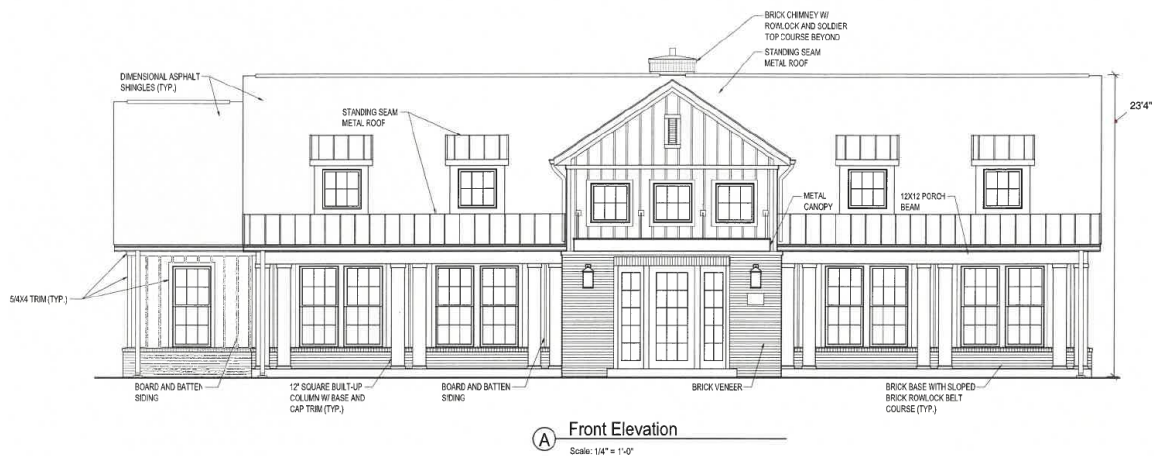 BRICK CHIMNEY W/
ROWLOCK AND SOLDIER
TOP COURSE BEYOND
STANDING SEAM
METAL ROOF
DIMENSIONAL ASPHALT
SHINGLES (TYP.)
STANDING SEAM
METAL ROOF
23'4"
METAL
CANOPY
12X12 PORCH
BEAM
5/4X4 TRIM (TYP.)
BOARD AND BATTEN
SIDING
12" SQUARE BUILT-UP
COLUMN W/ BASE AND
CAP TRIM (TYP.)
BOARD AND BATTEN
SIDING
BRICK VENEER
BRICK BASE WITH SLOPED
BRICK ROWLOCK BELT
COURSE (TYP.)
A
Front Elevation
Scale: 1/4" = 1'-0"